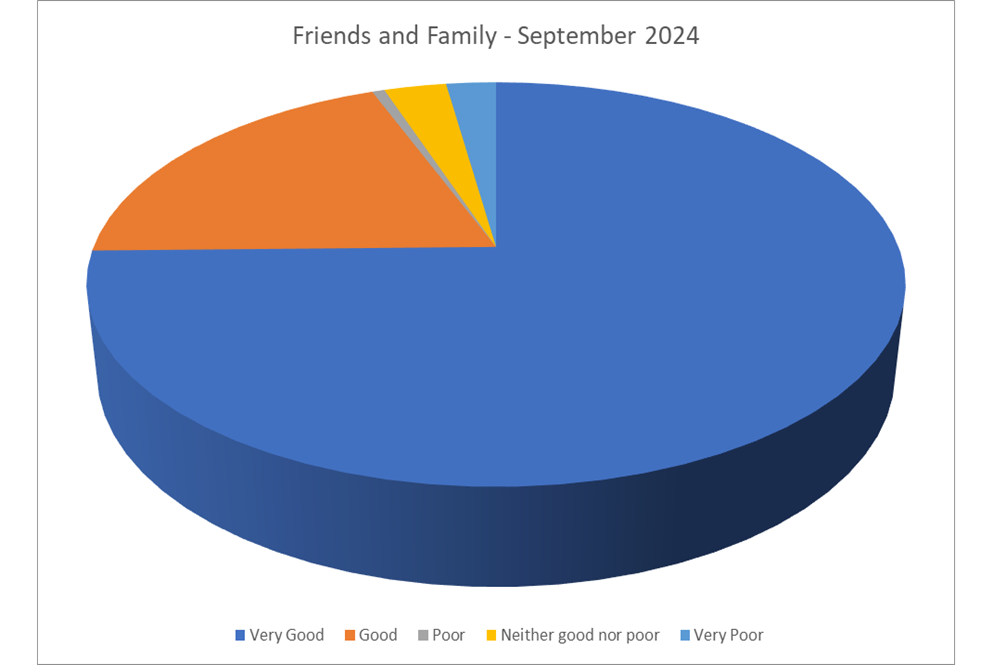 Friends and Family - September 2024
Very Good Good Poor Neither good nor poor Very Poor